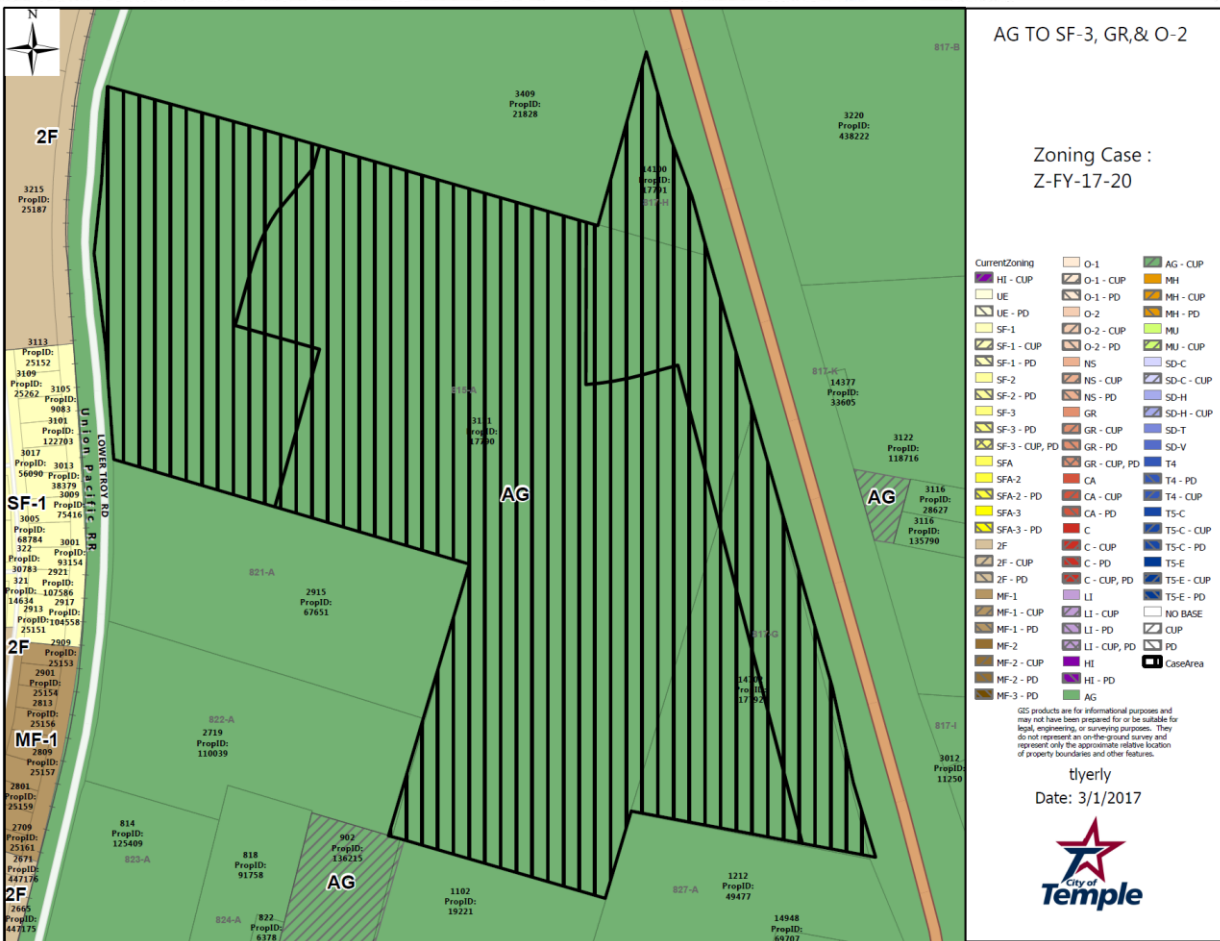 N
AG TO SF-3, GR,& O-2
Zoning Case :
Z-FY-17-20
817-B
3409
PropID:
21828
3220
PropID:
438222
2F
3215
PropID:
25187
14100
PropID:
17791
817-H
3113
PropID:
25152
3109
PropID:
25262
3105
PropID:
9083
3101
PropID:
122703
3017
PropID:
56090
3013
PropID:
38379
SF-1
3009
PropID:
75416
3005
PropID:
68784
3001
PropID:
93154
322
PropID:
30783
2921
PropID:
107586
321
PropID:
14634
2917
PropID:
104558
2913
PropID:
25151
2F
2909
PropID:
25153
2901
PropID:
25154
2813
PropID:
25156
MF-1
2809
PropID:
25157
2801
PropID:
25159
2709
PropID:
25161
2671
PropID:
447176
2F
2665
PropID:
447175
Union Pacific RR
LOWER TROY RD
815-A
PropID:
17790
AG
817-K
14377
PropID:
33605
3122
PropID:
118716
AG
3116
PropID:
28627
3116
PropID:
135790
821-A
2915
PropID:
67651
817-G
PropID:
17792
822-A
2719
PropID:
110039
817-I
3012
PropID:
11250
814
PropID:
125409
823-A
818
PropID:
91758
902
PropID:
136215
AG
824-A
822
PropID:
6378
1102
PropID:
19221
827-A
1212
PropID:
49477
14948
PropID:
69707
CurrentZoning
HI - CUP
UE
UE - PD
SF-1
SF-1 - CUP
SF-1 - PD
SF-2
SF-2 - PD
SF-3
SF-3 - PD
SF-3 - CUP, PD
SFA
SFA-2
SFA-2 - PD
SFA-3
SFA-3 - PD
2F
2F - CUP
2F - PD
MF-1
MF-1 - CUP
MF-1 - PD
MF-2
MF-2 - CUP
MF-2 - PD
MF-3 - PD
O-1
O-1 - CUP
O-1 - PD
O-2
O-2 - CUP
O-2 - PD
NS
NS - CUP
NS - PD
GR
GR - CUP
GR - PD
GR - CUP, PD
CA
CA - CUP
CA - PD
C
C - CUP
C - PD
C - CUP, PD
LI
LI - CUP
LI - PD
LI - CUP, PD
HI
HI - PD
AG
AG - CUP
MH
MH - CUP
MH - PD
MU
MU - CUP
SD-C
SD-C - CUP
SD-H
SD-H - CUP
SD-T
SD-V
T4
T4 - PD
T4 - CUP
T5-C
T5-C - CUP
T5-C - PD
T5-E
T5-E - CUP
T5-E - PD
NO BASE
CUP
PD
CaseArea
GIS products are for informational purposes and
may not have been prepared for or be suitable for
legal, engineering, or surveying purposes. They
do not represent an on-the-ground survey and
represent only the approximate relative location
of property boundaries and other features.
tlyerly
Date: 3/1/2017
City of
Temple